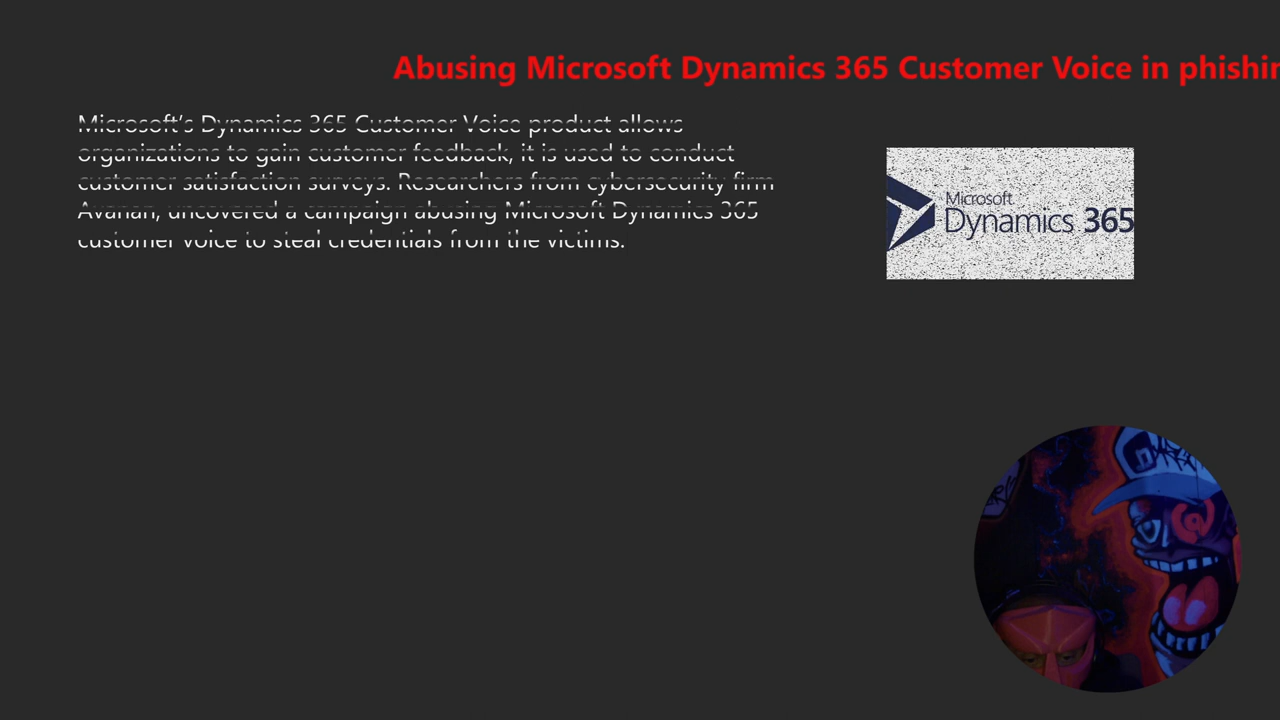 Abusing Microsoft Dynamics 365 Customer Voice in
Microsoft's Dynamics 365 Customer Voice product allows
organizations to gain customer feedback, it is used to conduct
customer satisfaction surveys. Researchers from cybersecurity firm
Avanan, uncovered a campaign abusing Microsoft Dynamics 365
customer voice to steal credentials from the victims.
Microsoft
Dynamics 365